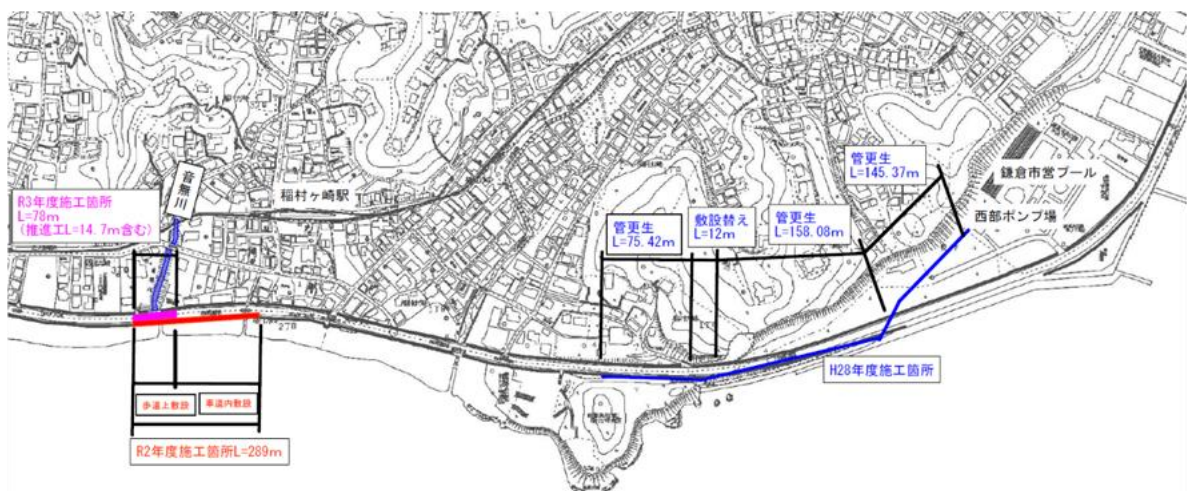 音無川
R3年度施工箇所
L=78m
（推進工L=14.7m含む）
稲村ヶ崎駅
管更生
L=75.42m
敷設替え
L=12m
管更生
L=158.08m
管更生
L=145.37m
鎌倉市営プール
西部ポンプ場
H28年度施工箇所
歩道上敷設
車道内敷設
R2年度施工箇所L=289m